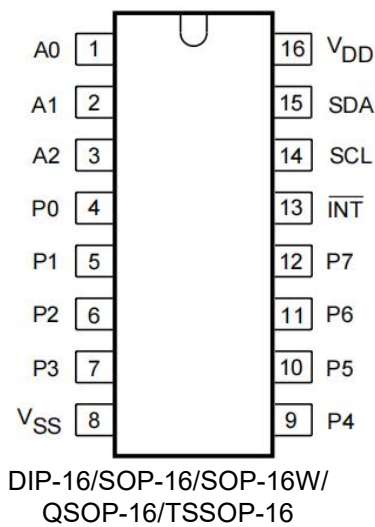 A0 1 16 VDD
A1 2 15 SDA
A2 3 14 SCL
P0 4 13 I̅N̅T̅
P1 5 12 P7
P2 6 11 P6
P3 7 10 P5
VSS 8 9 P4
DIP-16/SOP-16/SOP-16W/
QSOP-16/TSSOP-16